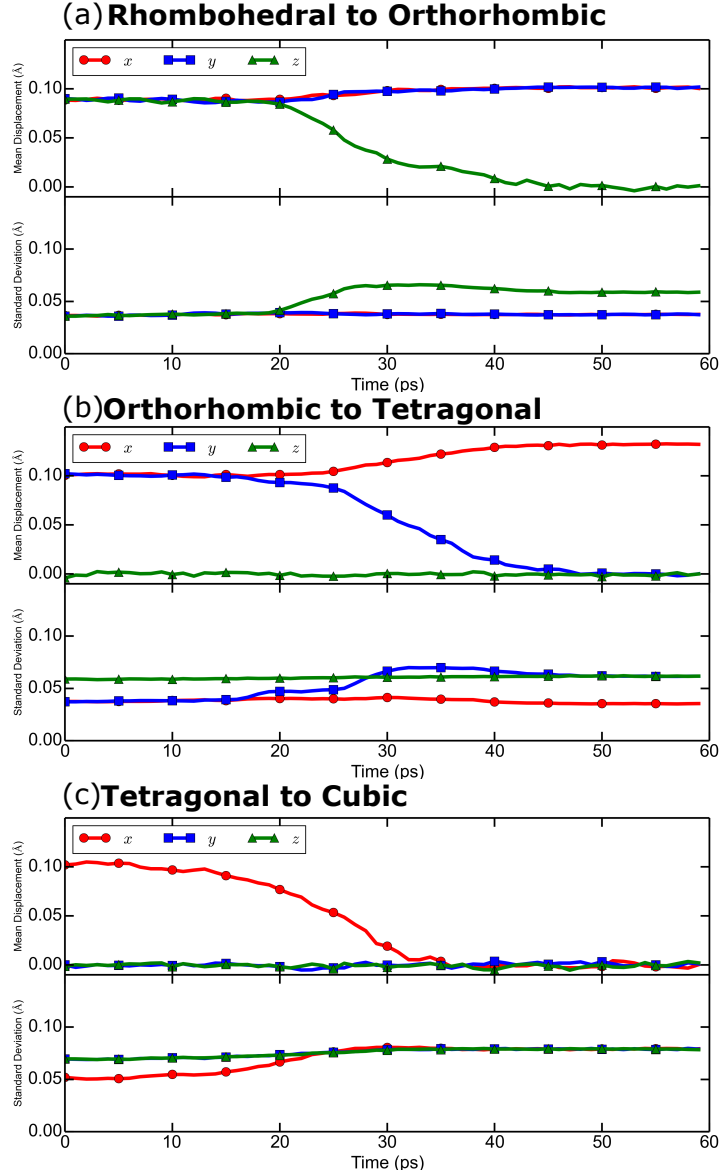 (a) Rhombohedral to Orthorhombic
x y z
Mean Displacement (Å)
0.10
0.05
0.00
Standard Deviation (Å)
0.10
0.05
0.00
0 10 20 30 40 50 60
Time (ps)
(b) Orthorhombic to Tetragonal
x y z
Mean Displacement (Å)
0.10
0.05
0.00
Standard Deviation (Å)
0.10
0.05
0.00
0 10 20 30 40 50 60
Time (ps)
(c) Tetragonal to Cubic
x y z
Mean Displacement (Å)
0.10
0.05
0.00
Standard Deviation (Å)
0.10
0.05
0.00
0 10 20 30 40 50 60
Time (ps)